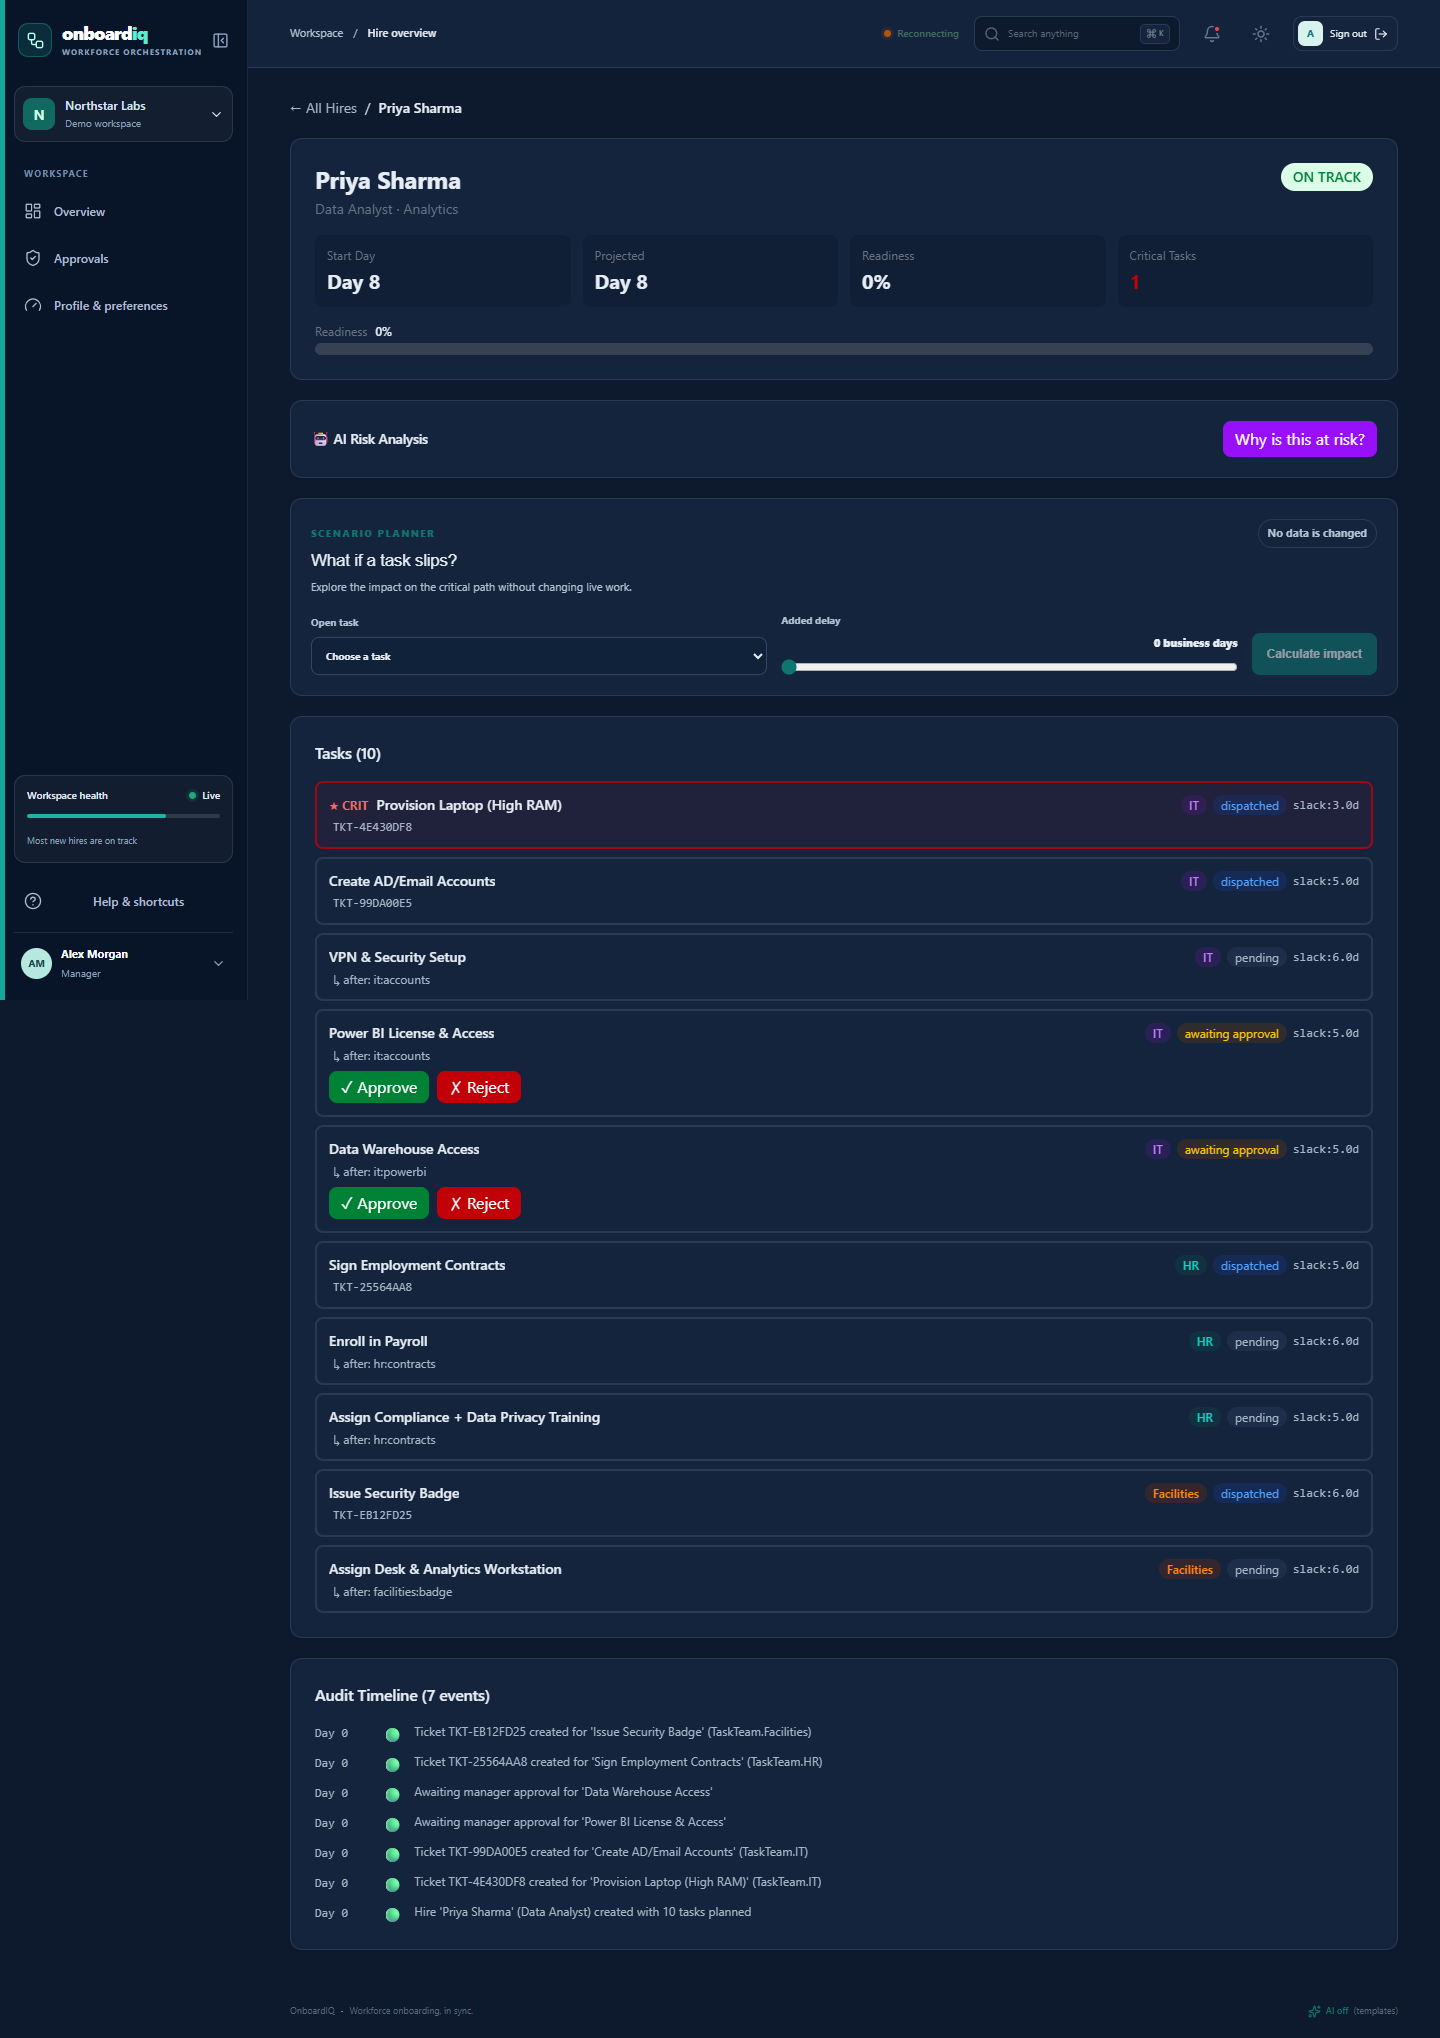 onboardiq
WORKFORCE ORCHESTRATION
N
Northstar Labs
Demo workspace
WORKSPACE
Overview
Approvals
Profile & preferences
Workspace health
Live
Most new hires are on track
Help & shortcuts
AM
Alex Morgan
Manager
Workspace / Hire overview
Reconnecting
Search anything
⌘ K
A
Sign out
← All Hires / Priya Sharma
Priya Sharma
ON TRACK
Data Analyst · Analytics
Start Day
Day 8
Projected
Day 8
Readiness
0%
Critical Tasks
1
Readiness 0%
AI Risk Analysis
Why is this at risk?
SCENARIO PLANNER
No data is changed
What if a task slips?
Explore the impact on the critical path without changing live work.
Open task
Choose a task
Added delay
0 business days
Calculate impact
Tasks (10)
★ CRIT Provision Laptop (High RAM) IT dispatched slack:3.0d
TKT-4E430DF8
Create AD/Email Accounts IT dispatched slack:5.0d
TKT-99DA00E5
VPN & Security Setup IT pending slack:6.0d
↳ after: it:accounts
Power BI License & Access IT awaiting approval slack:5.0d
↳ after: it:accounts
✓ Approve ✗ Reject
Data Warehouse Access IT awaiting approval slack:5.0d
↳ after: it:powerbi
✓ Approve ✗ Reject
Sign Employment Contracts HR dispatched slack:5.0d
TKT-25564AA8
Enroll in Payroll HR pending slack:6.0d
↳ after: hr:contracts
Assign Compliance + Data Privacy Training HR pending slack:5.0d
↳ after: hr:contracts
Issue Security Badge Facilities dispatched slack:6.0d
TKT-EB12FD25
Assign Desk & Analytics Workstation Facilities pending slack:6.0d
↳ after: facilities:badge
Audit Timeline (7 events)
Day 0 Ticket TKT-EB12FD25 created for 'Issue Security Badge' (TaskTeam.Facilities)
Day 0 Ticket TKT-25564AA8 created for 'Sign Employment Contracts' (TaskTeam.HR)
Day 0 Awaiting manager approval for 'Data Warehouse Access'
Day 0 Awaiting manager approval for 'Power BI License & Access'
Day 0 Ticket TKT-99DA00E5 created for 'Create AD/Email Accounts' (TaskTeam.IT)
Day 0 Ticket TKT-4E430DF8 created for 'Provision Laptop (High RAM)' (TaskTeam.IT)
Day 0 Hire 'Priya Sharma' (Data Analyst) created with 10 tasks planned
OnboardIQ · Workforce onboarding, in sync.
AI off (templates)